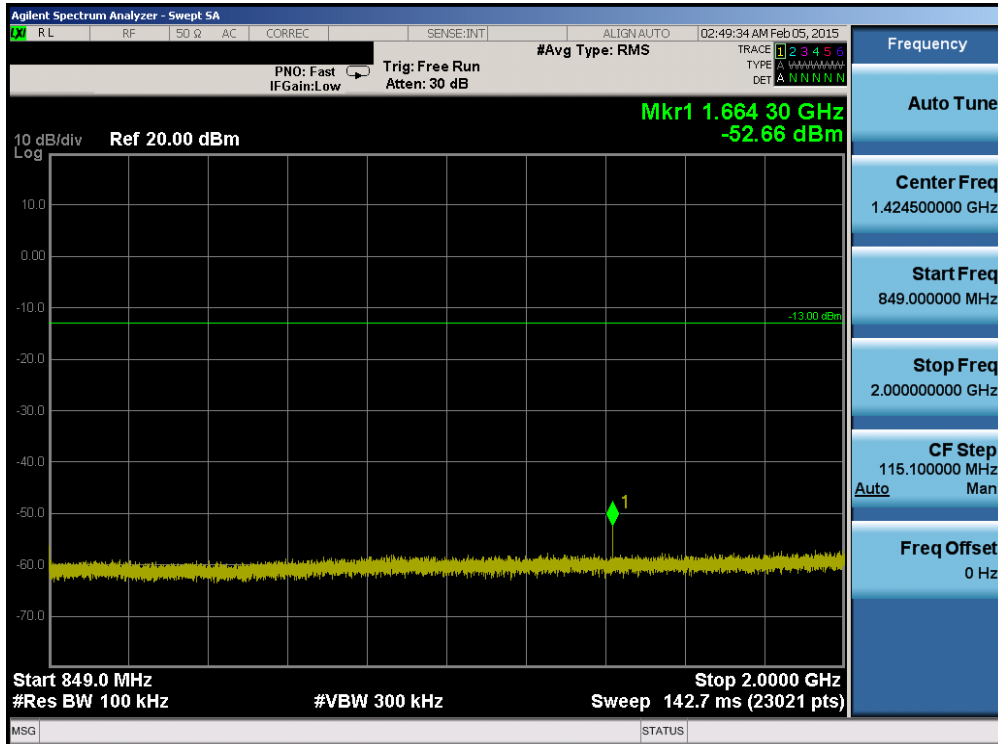 Agilent Spectrum Analyzer - Swept SA
LXI RL RF 50 Ω AC CORREC SENSE:INT ALIGN AUTO 02:49:34 AM Feb 05, 2015
#Avg Type: RMS
TRACE 1 2 3 4 5 6
PNO: Fast
Trig: Free Run
TYPE A WWWWW
IFGain:Low
Atten: 30 dB
DET A N N N N N
Mkr1 1.664 30 GHz
-52.66 dBm
10 dB/div Ref 20.00 dBm
Log
10.0
0.00
-10.0
-13.00 dBm
-20.0
-30.0
-40.0
1
-50.0
-60.0
-70.0
Start 849.0 MHz
Stop 2.0000 GHz
#Res BW 100 kHz
#VBW 300 kHz
Sweep 142.7 ms (23021 pts)
MSG
STATUS
Frequency
Auto Tune
Center Freq
1.424500000 GHz
Start Freq
849.000000 MHz
Stop Freq
2.000000000 GHz
CF Step
115.100000 MHz
Auto Man
Freq Offset
0 Hz